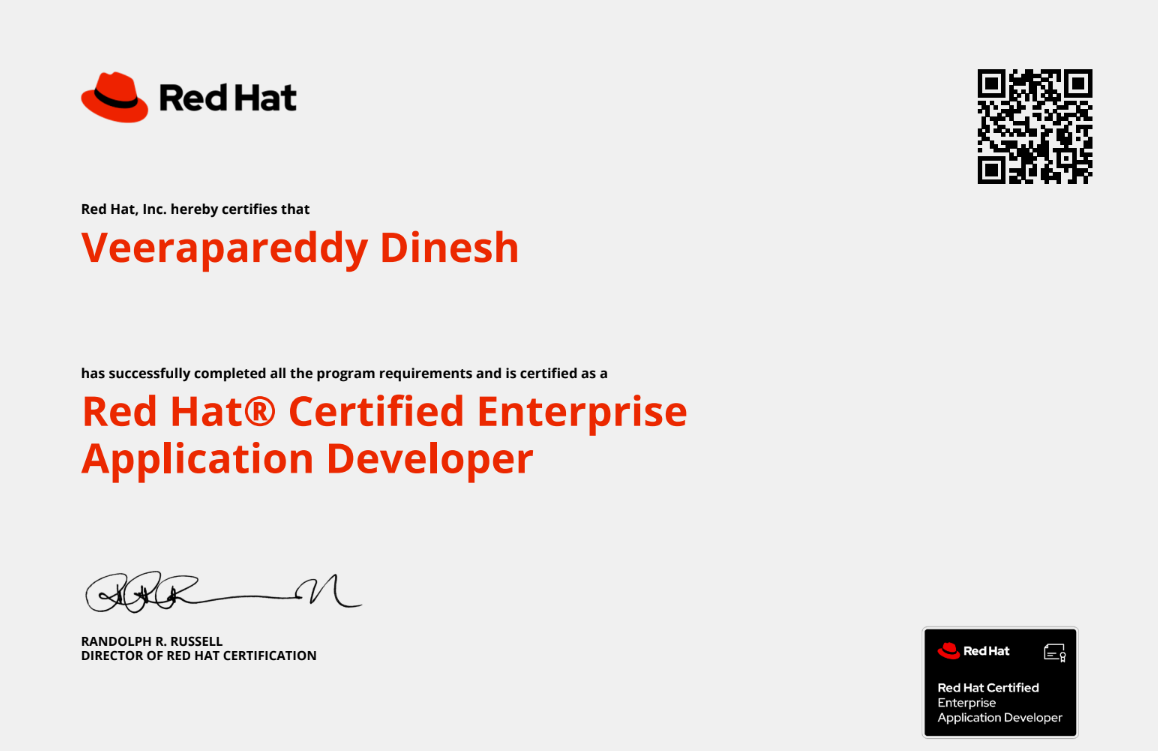 Red Hat
Red Hat, Inc. hereby certifies that
Veerapareddy Dinesh
has successfully completed all the program requirements and is certified as a
Red Hat® Certified Enterprise
Application Developer
RANDOLPH R. RUSSELL
DIRECTOR OF RED HAT CERTIFICATION
Red Hat
Red Hat Certified
Enterprise
Application Developer